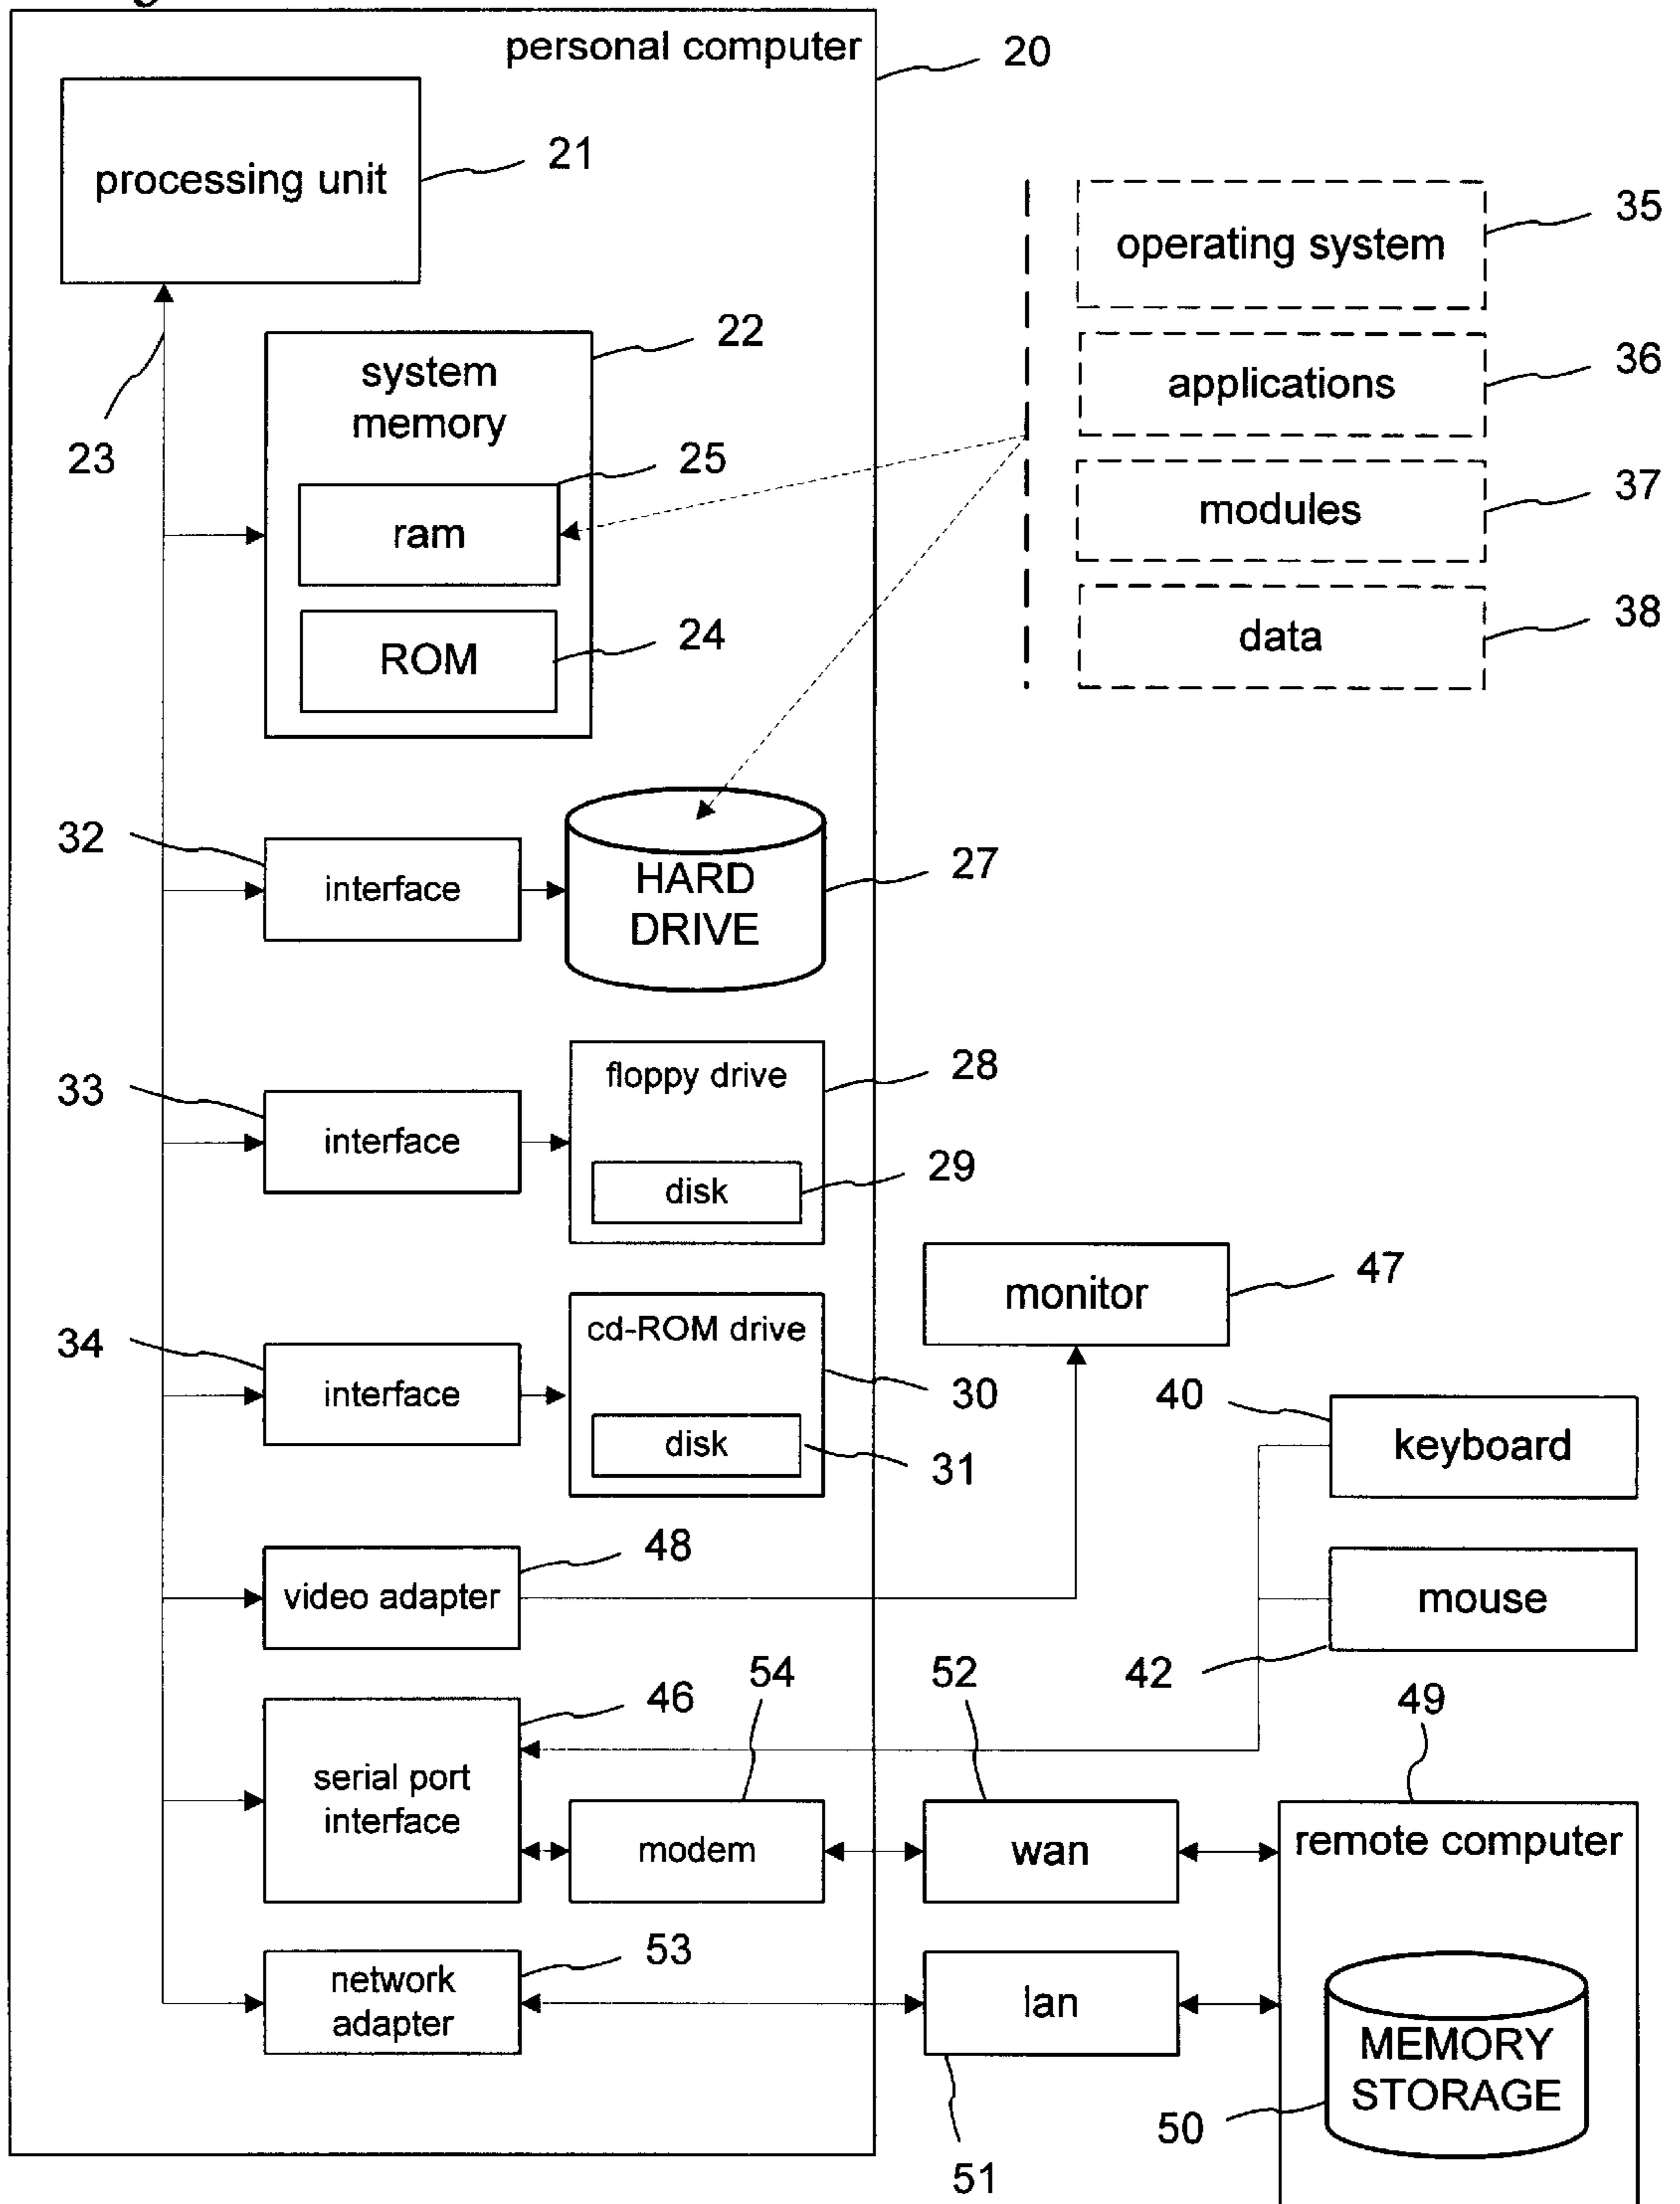 personal computer
20
processing unit
21
operating system
35
22
system
memory
applications
36
23
25
ram
modules
37
24
ROM
data
38
32
interface
HARD
DRIVE
27
33
interface
floppy drive
28
disk
29
monitor
47
34
interface
cd-ROM drive
30
disk
31
40
keyboard
48
video adapter
mouse
42
46
54
52
49
serial port
interface
modem
wan
remote computer
53
network
adapter
lan
MEMORY
STORAGE
50
51